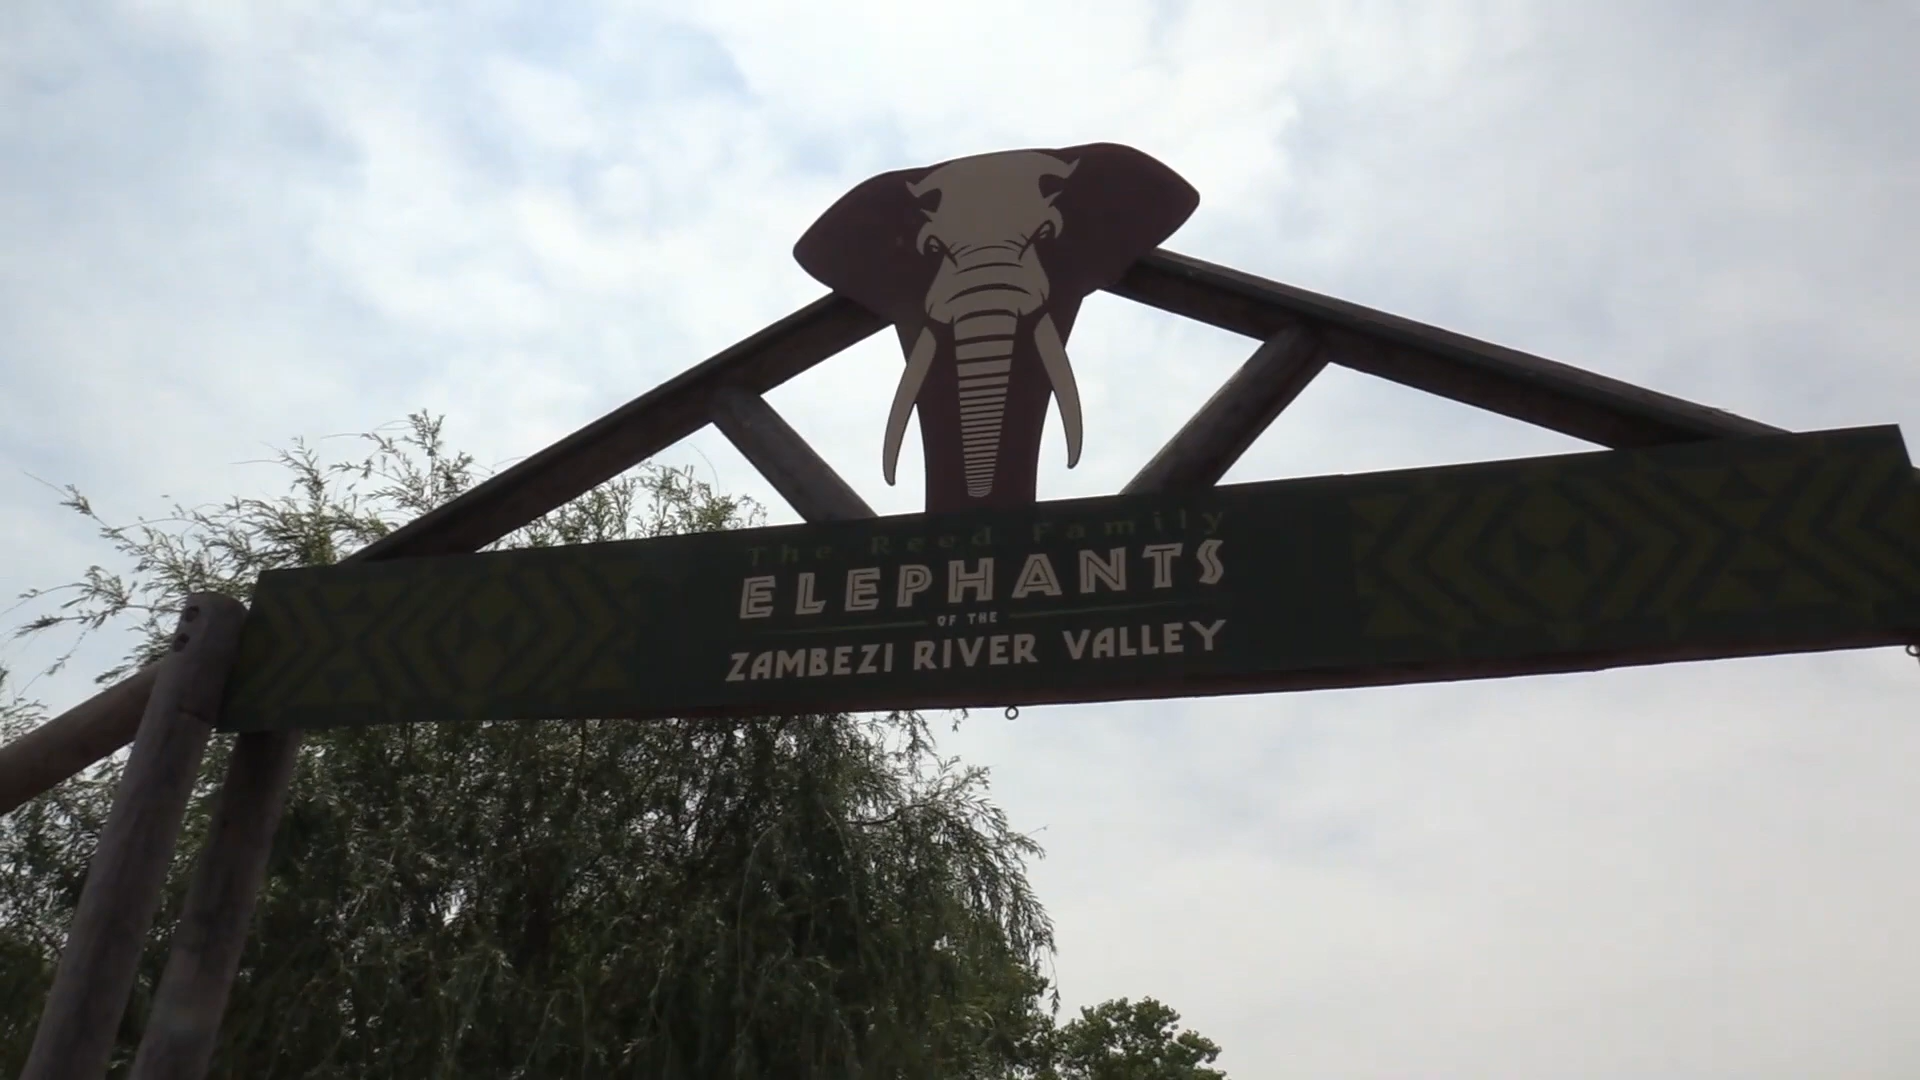 The Reed Family
ELEPHANTS
OF THE
ZAMBEZI RIVER VALLEY